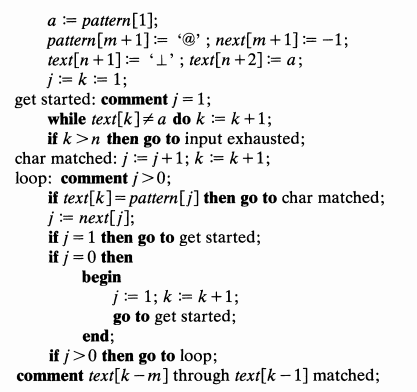 a := pattern[1];
pattern[m+1] := ‘@’ ; next[m+1] := −1;
text[n+1] := ‘⊥’ ; text[n+2] := a;
j := k := 1;
get started: comment j = 1;
while text[k] ≠ a do k := k+1;
if k > n then go to input exhausted;
char matched: j := j+1; k := k+1;
loop: comment j > 0;
if text[k] = pattern[j] then go to char matched;
j := next[j];
if j = 1 then go to get started;
if j = 0 then
begin
j := 1; k := k+1;
go to get started;
end;
if j > 0 then go to loop;
comment text[k−m] through text[k−1] matched;